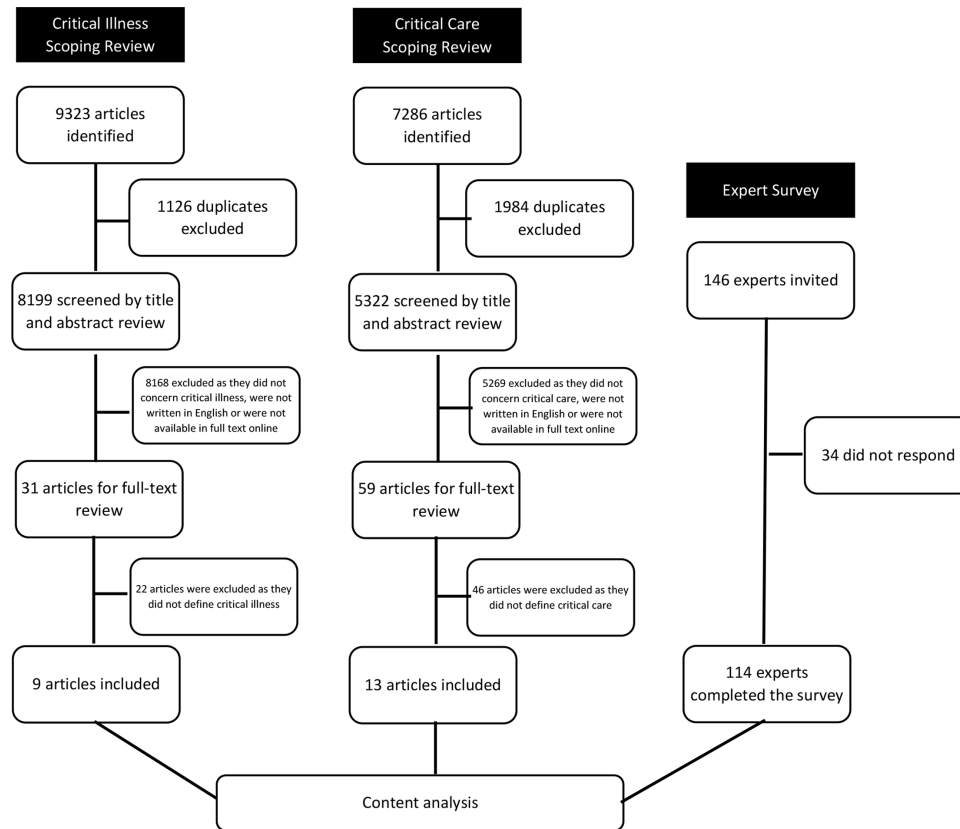 Critical Illness
Scoping Review
9323 articles
identified
1126 duplicates
excluded
8199 screened by title
and abstract review
8168 excluded as they did not
concern critical illness, were not
written in English or were not
available in full text online
31 articles for full-text
review
22 articles were excluded as they
did not define critical illness
9 articles included
Critical Care
Scoping Review
7286 articles
identified
1984 duplicates
excluded
5322 screened by title
and abstract review
5269 excluded as they did not
concern critical care, were not
written in English or were not
available in full text online
59 articles for full-text
review
46 articles were excluded as they
did not define critical care
13 articles included
Expert Survey
146 experts invited
34 did not respond
114 experts
completed the survey
Content analysis